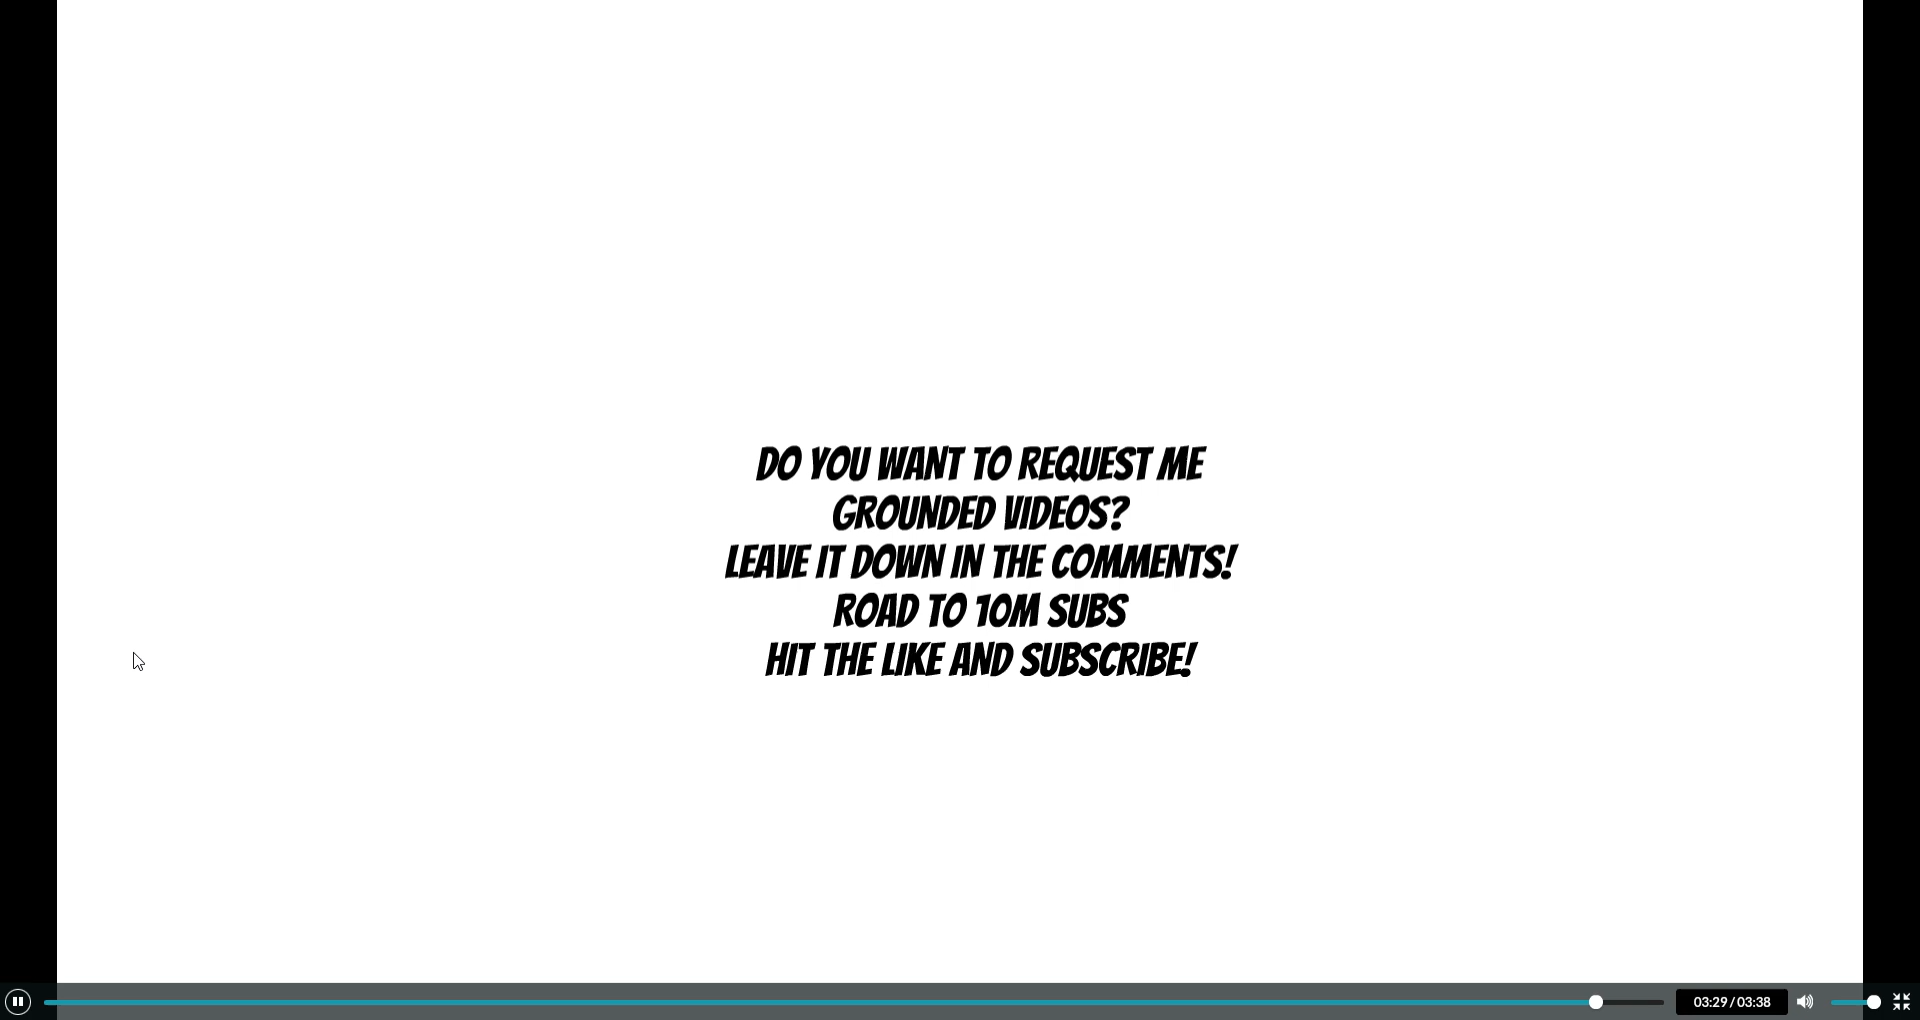 DO YOU WANT TO REQUEST ME
GROUNDED VIDEOS?
LEAVE IT DOWN IN THE COMMENTS!
ROAD TO 10M SUBS
HIT THE LIKE AND SUBSCRIBE!
03:29 / 03:38